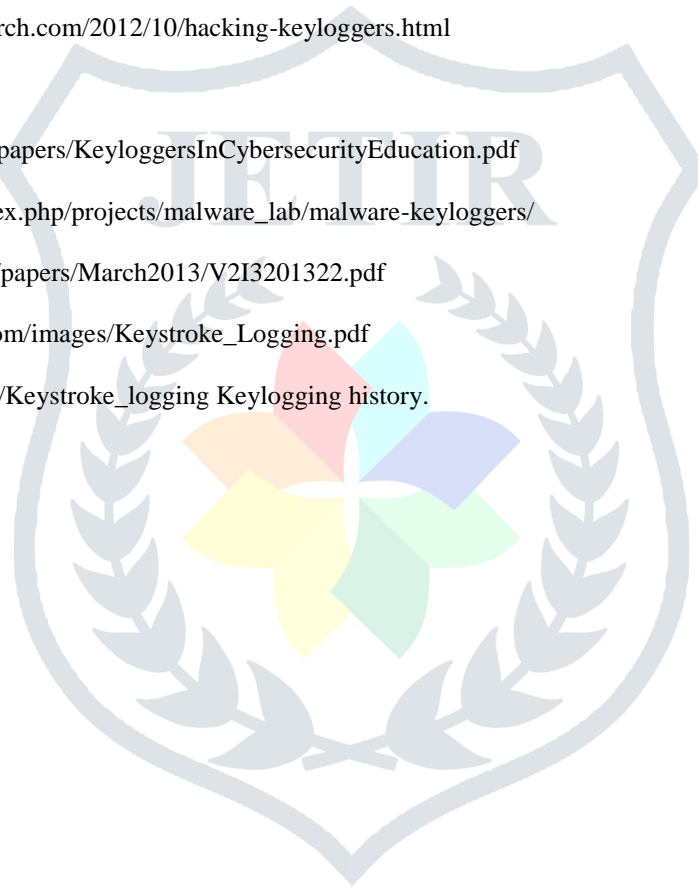 rch.com/2012/10/hacking-keyloggers.html
papers/KeyloggersInCybersecurityEducation.pdf
JETIR
ex.php/projects/malware_lab/malware-keyloggers/
/papers/March2013/V2I3201322.pdf
om/images/Keystroke_Logging.pdf
/Keystroke_logging Keylogging history.